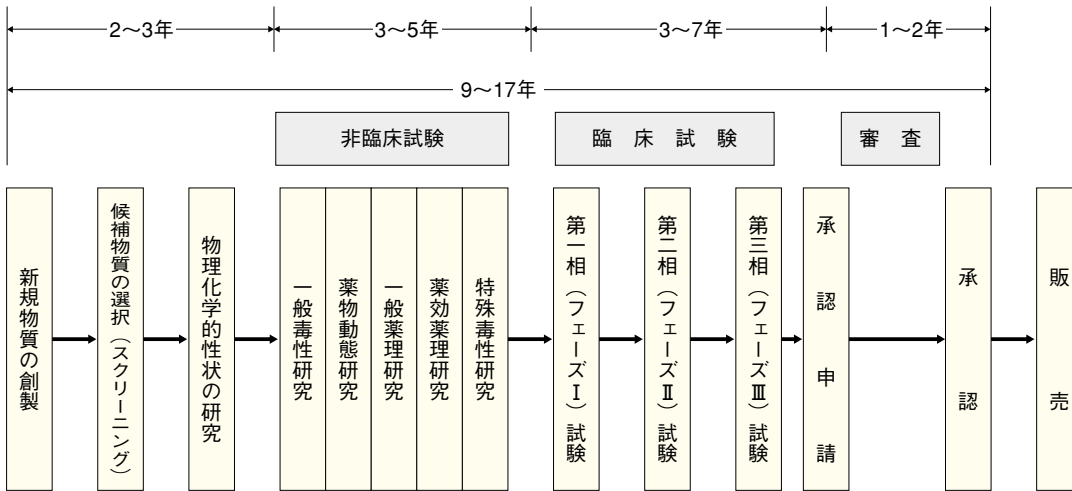 2〜3年
3〜5年
3〜7年
1〜2年
9〜17年
非臨床試験
臨床試験
審査
新規物質の創製
候補物質の選択(スクリーニング)
物理化学的性状の研究
一般毒性研究
薬物動態研究
一般薬理研究
薬効薬理研究
特殊毒性研究
第一相(フェーズⅠ)試験
第二相(フェーズⅡ)試験
第三相(フェーズⅢ)試験
承認申請
承認
販売